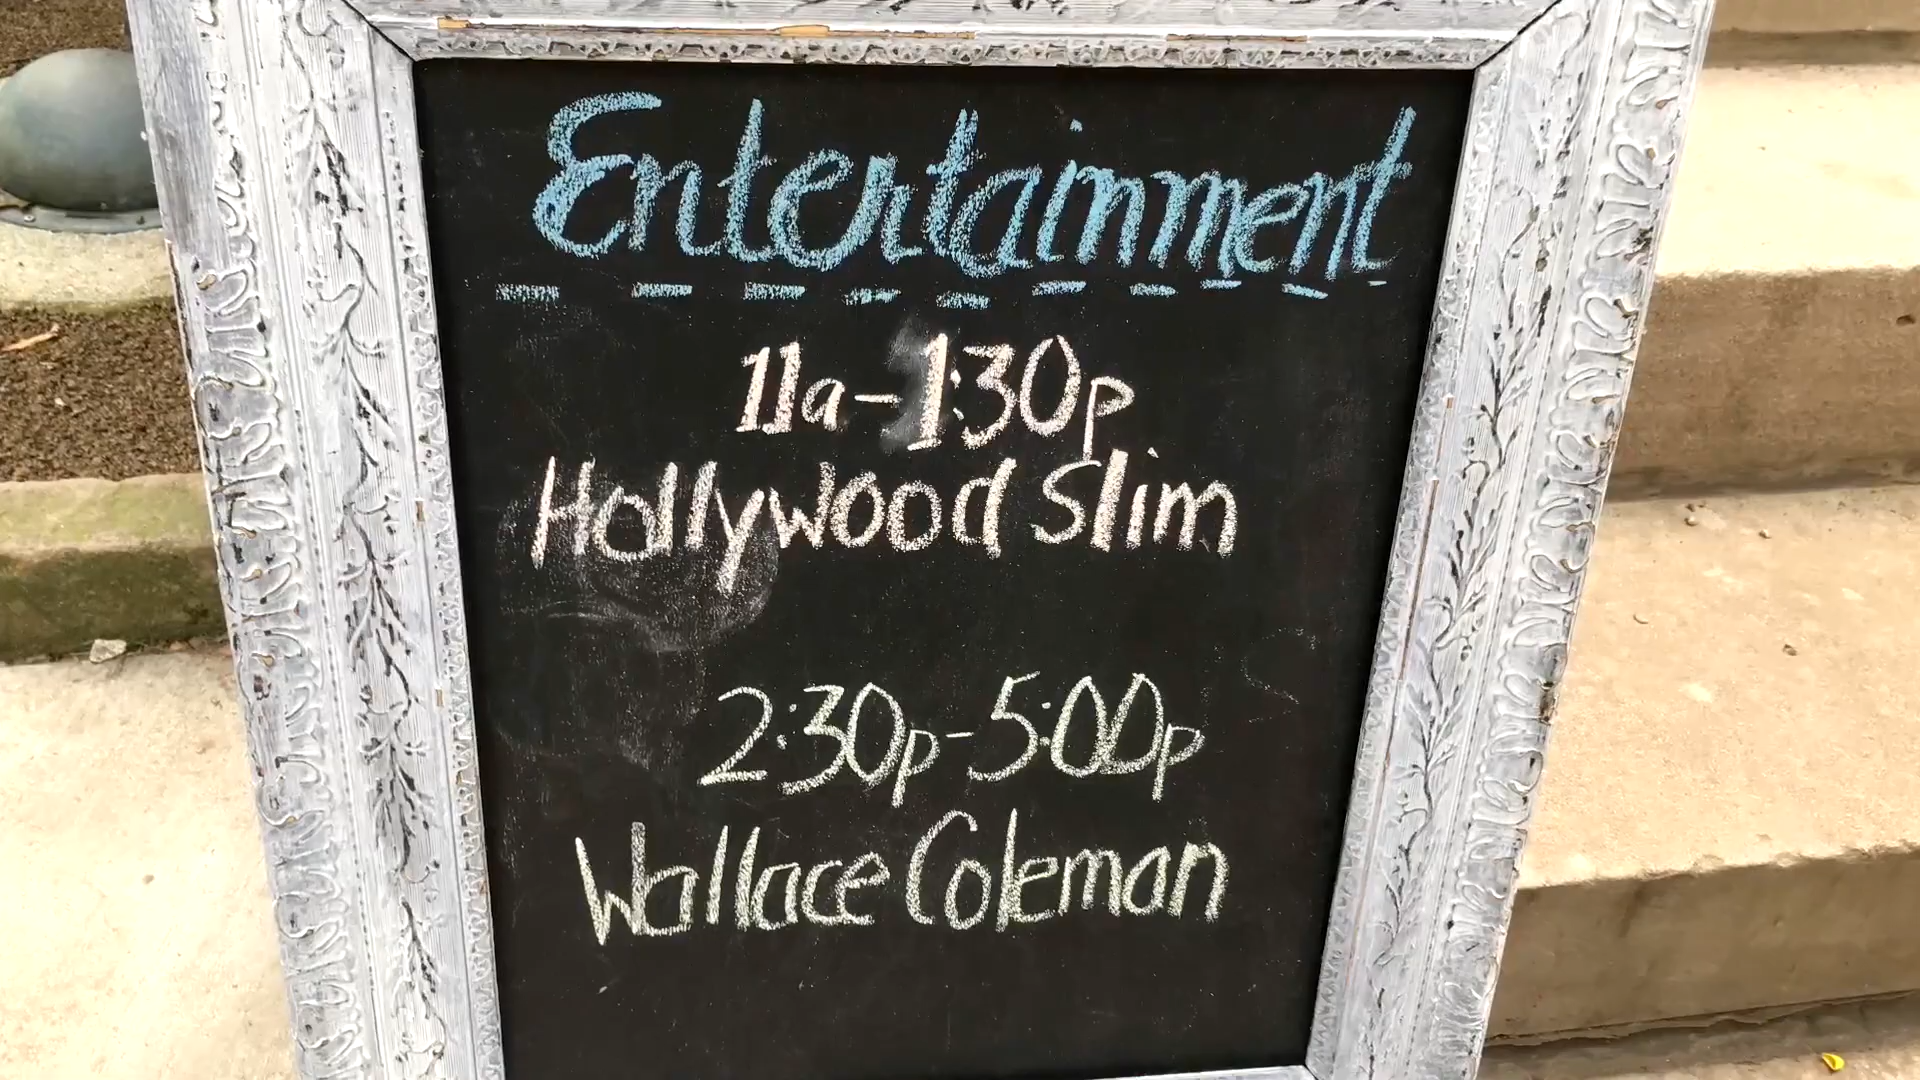 Entertainment
11a-1:30p
Hollywood Slim
2:30p-5:00p
Wallace Coleman